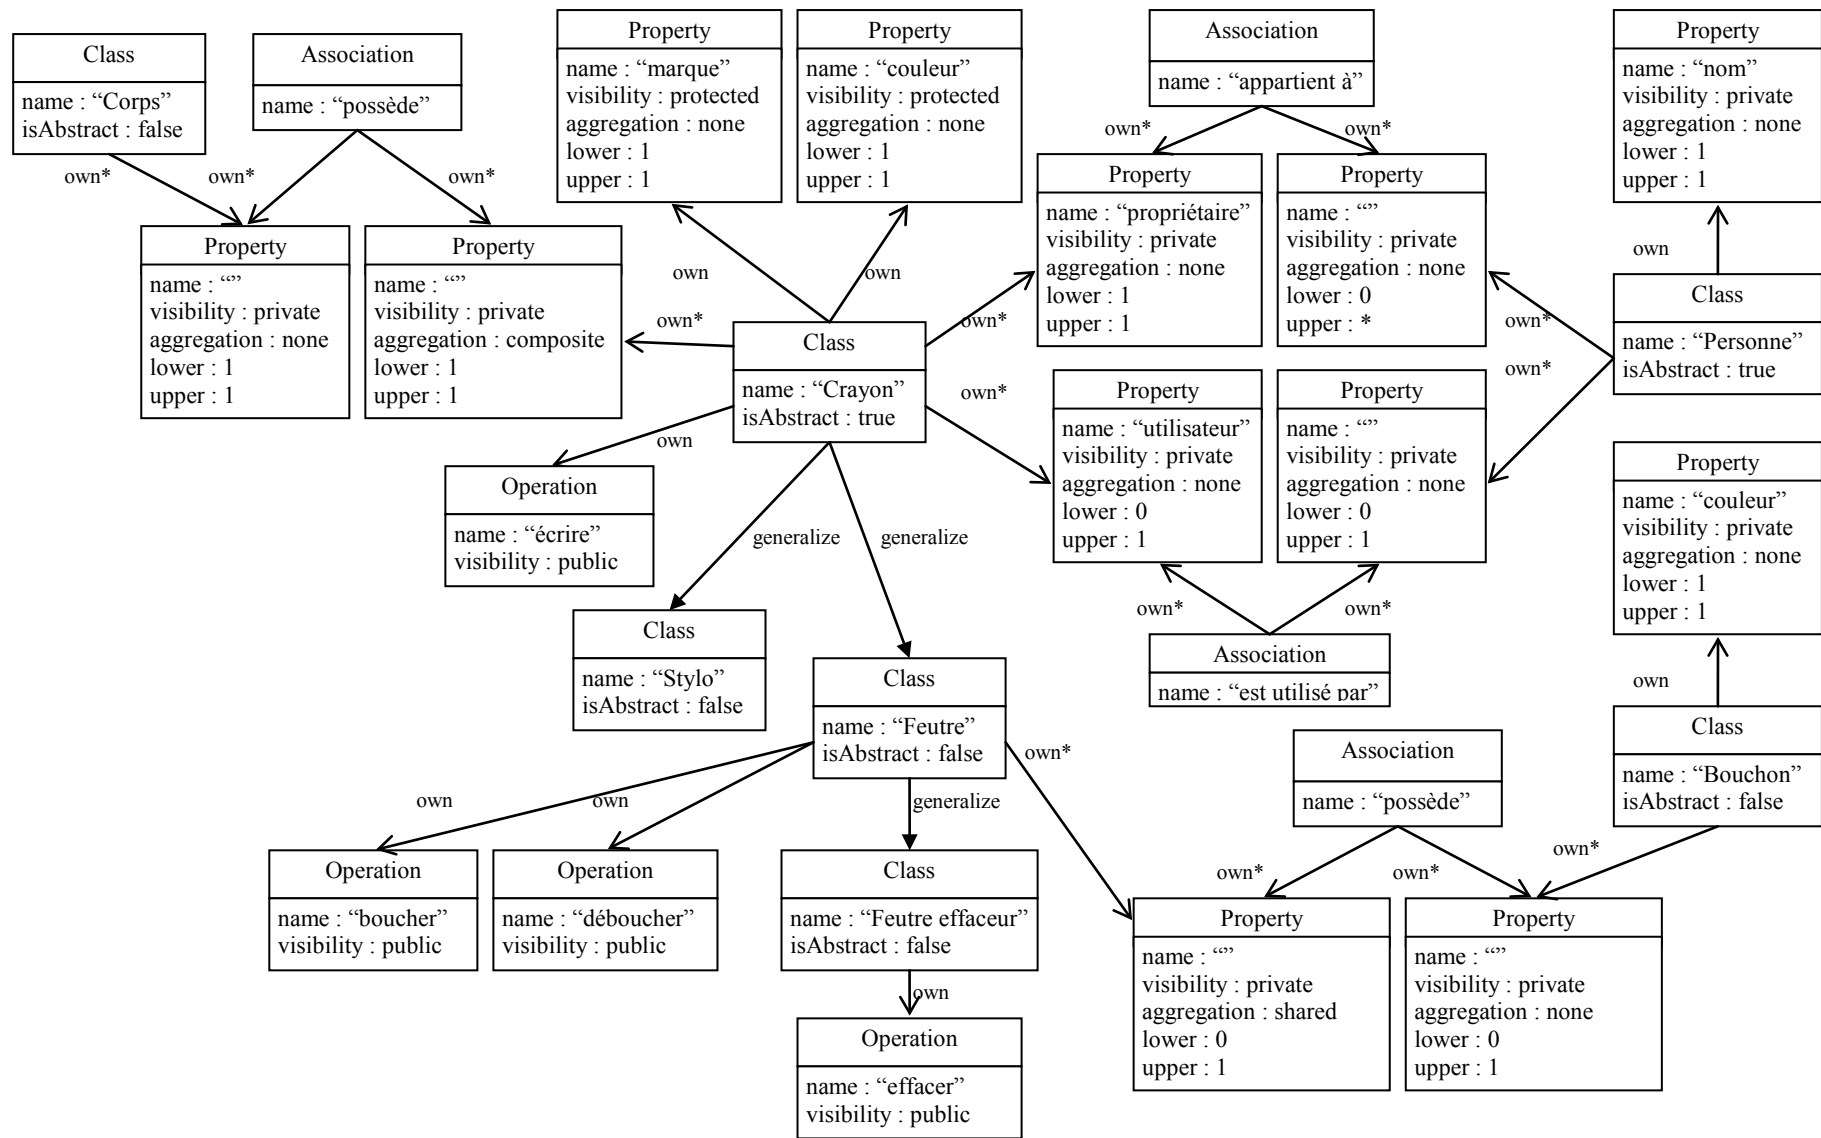 Class
name : “Corps”
isAbstract : false
Association
name : “possède”
Property
name : “marque”
visibility : protected
aggregation : none
lower : 1
upper : 1
Property
name : “couleur”
visibility : protected
aggregation : none
lower : 1
upper : 1
Association
name : “appartient à”
Property
name : “nom”
visibility : private
aggregation : none
lower : 1
upper : 1
own*
own*
own*
own*
own*
Property
name : “”
visibility : private
aggregation : none
lower : 1
upper : 1
Property
name : “”
visibility : private
aggregation : composite
lower : 1
upper : 1
own
own
own*
Property
name : “propriétaire”
visibility : private
aggregation : none
lower : 1
upper : 1
Property
name : “”
visibility : private
aggregation : none
lower : 0
upper : *
own
own*
own*
own*
own*
Class
name : “Crayon”
isAbstract : true
Class
name : “Personne”
isAbstract : true
Property
name : “utilisateur”
visibility : private
aggregation : none
lower : 0
upper : 1
Property
name : “”
visibility : private
aggregation : none
lower : 0
upper : 1
own
Operation
name : “écrire”
visibility : public
generalize
generalize
Property
name : “couleur”
visibility : private
aggregation : none
lower : 1
upper : 1
own*
own*
Class
name : “Stylo”
isAbstract : false
Association
name : “est utilisé par”
own
Class
name : “Feutre”
isAbstract : false
own*
Association
name : “possède”
Class
name : “Bouchon”
isAbstract : false
own
own
generalize
own*
own*
own*
Operation
name : “boucher”
visibility : public
Operation
name : “déboucher”
visibility : public
Class
name : “Feutre effaceur”
isAbstract : false
Property
name : “”
visibility : private
aggregation : shared
lower : 0
upper : 1
Property
name : “”
visibility : private
aggregation : none
lower : 0
upper : 1
own
Operation
name : “effacer”
visibility : public